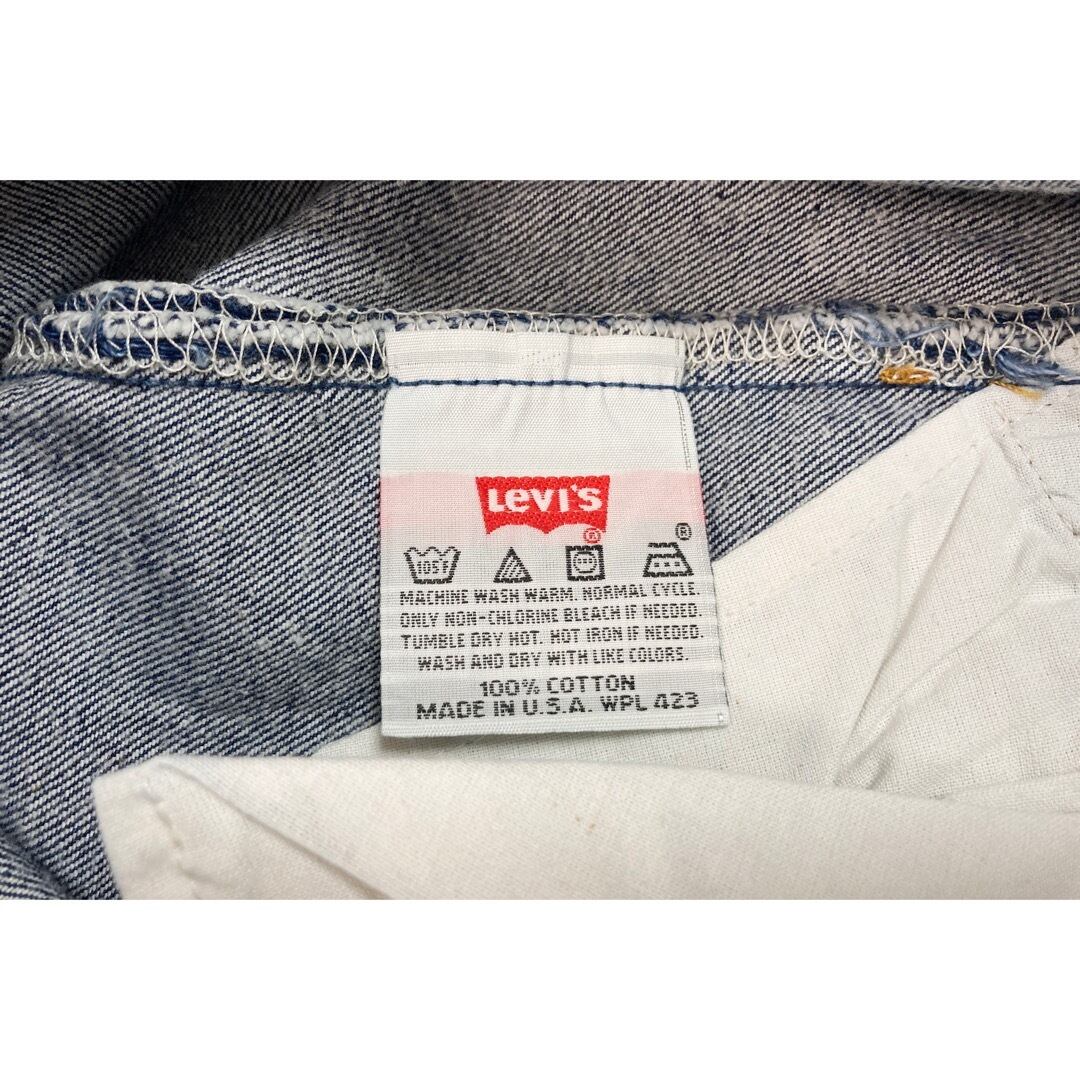 Levi's
®
105F
MACHINE WASH WARM. NORMAL CYCLE.
ONLY NON-CHLORINE BLEACH IF NEEDED.
TUMBLE DRY HOT. HOT IRON IF NEEDED.
WASH AND DRY WITH LIKE COLORS.
100% COTTON
MADE IN U.S.A. WPL 423